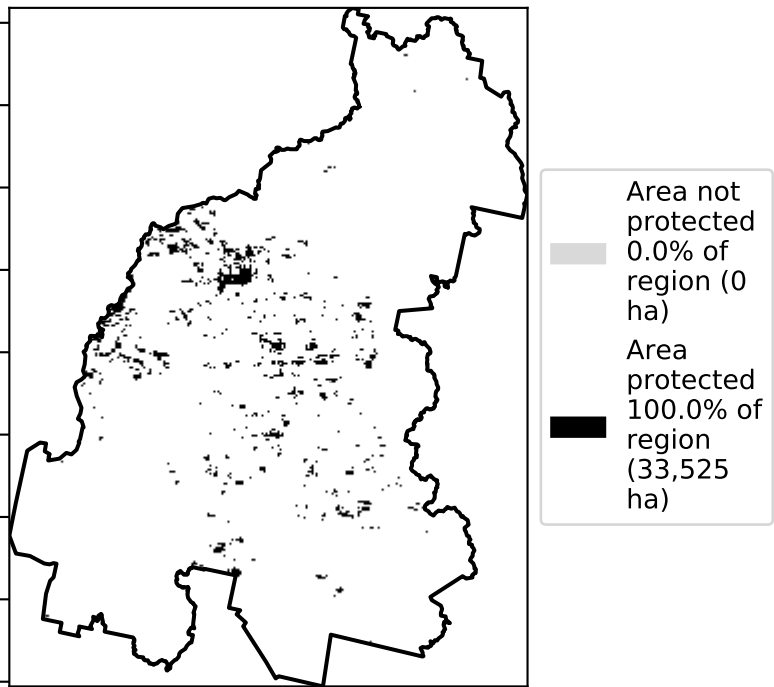 Area not
protected
0.0% of
region (0
ha)
Area
protected
100.0% of
region
(33,525
ha)